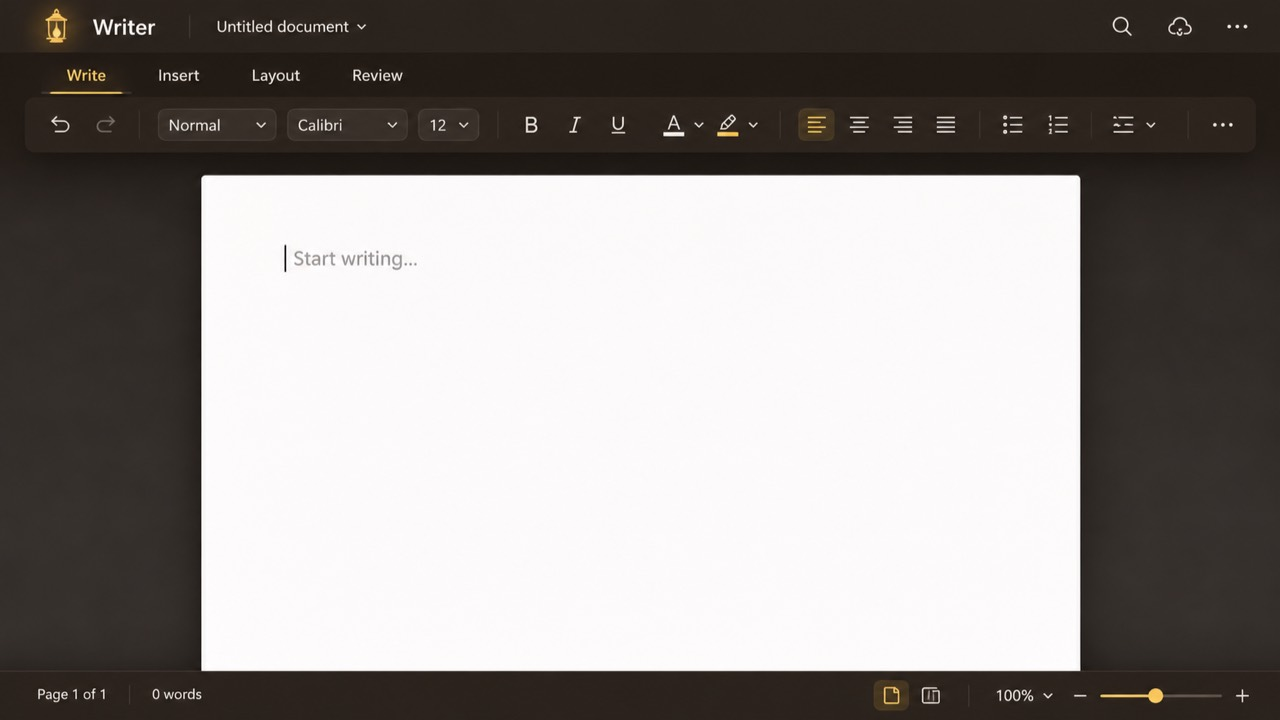 Writer Untitled document
Write Insert Layout Review
Normal Calibri 12 B I U A
Start writing...
Page 1 of 1 0 words 100%